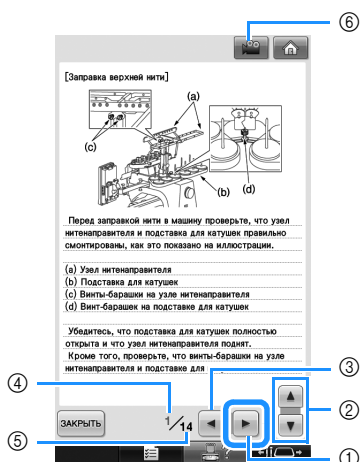 ⑥
[Заправка верхней нити]
(a)
(c)
(b)
(d)
Перед заправкой нити в машину проверьте, что узел
нитенаправителя и подставка для катушек правильно
смонтированы, как это показано на иллюстрации.
(a) Узел нитенаправителя
(b) Подставка для катушек
(c) Винты-барашки на узле нитенаправителя
(d) Винт-барашек на подставке для катушек
Убедитесь, что подставка для катушек полностью
открыта и что узел нитенаправителя поднят.
Кроме того, проверьте, что винты-барашки на узле
нитенаправителя и подставке для
③
④
②
ЗАКРЫТЬ
1/14
⑤
?
①